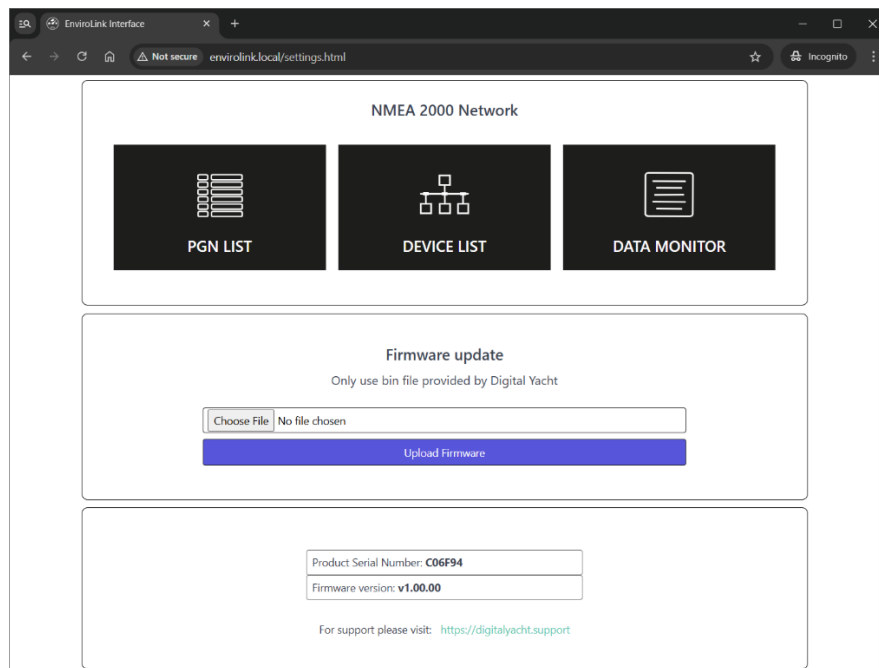 EnviroLink Interface
Not secure envirolink.local/settings.html Incognito
NMEA 2000 Network
PGN LIST DEVICE LIST DATA MONITOR
Firmware update
Only use bin file provided by Digital Yacht
Choose File No file chosen
Upload Firmware
Product Serial Number: C06F94
Firmware version: v1.00.00
For support please visit: https://digitalyacht.support